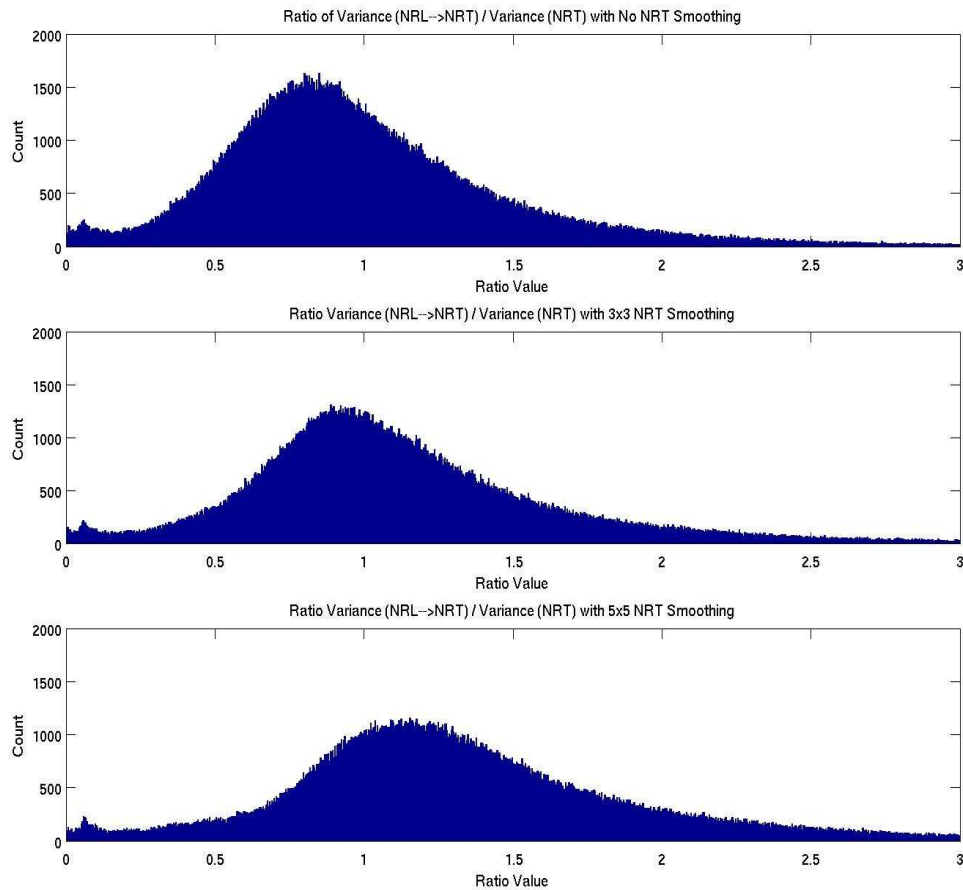 Ratio of Variance (NRL-->NRT) / Variance (NRT) with No NRT Smoothing
2000
1500
1000
500
0
Count
0 0.5 1 1.5 2 2.5 3
Ratio Value
Ratio Variance (NRL-->NRT) / Variance (NRT) with 3x3 NRT Smoothing
2000
1500
1000
500
0
Count
0 0.5 1 1.5 2 2.5 3
Ratio Value
Ratio Variance (NRL-->NRT) / Variance (NRT) with 5x5 NRT Smoothing
2000
1500
1000
500
0
Count
0 0.5 1 1.5 2 2.5 3
Ratio Value